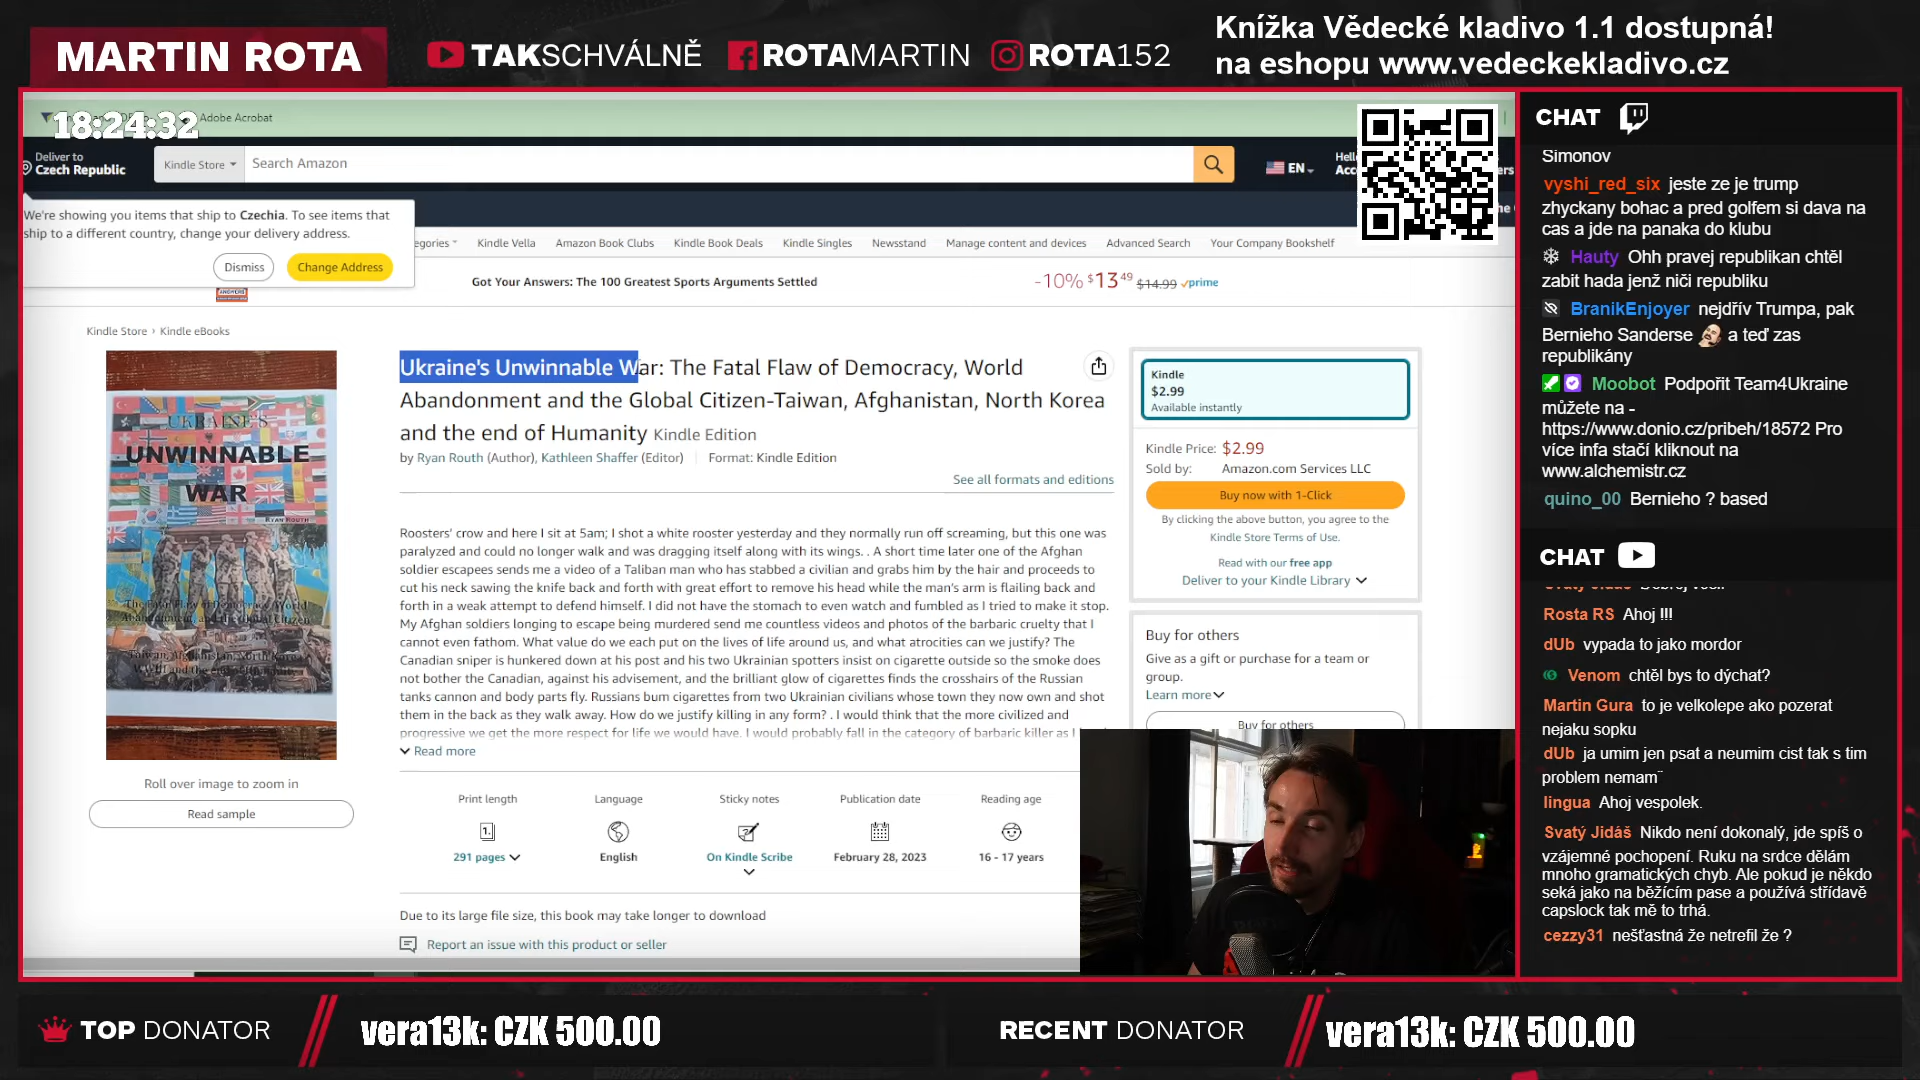 MARTIN ROTA
TAKSCHVÁLNĚ
ROTAMARTIN
ROTA152
Knížka Vědecké kladivo 1.1 dostupná!
na eshopu www.vedeckekladivo.cz
18:24:32
Adobe Acrobat
Deliver to
Czech Republic
Kindle Store
Search Amazon
EN
We're showing you items that ship to Czechia. To see items that
ship to a different country, change your delivery address.
Dismiss
Change Address
Kindle Vella
Amazon Book Clubs
Kindle Book Deals
Kindle Singles
Newsstand
Manage content and devices
Advanced Search
Your Company Bookshelf
Got Your Answers: The 100 Greatest Sports Arguments Settled
-10% $13 49 $14.99 prime
Kindle Store › Kindle eBooks
UKRAINE'S
UNWINNABLE
WAR
RYAN ROUTH
Roll over image to zoom in
Read sample
Ukraine's Unwinnable War: The Fatal Flaw of Democracy, World
Abandonment and the Global Citizen-Taiwan, Afghanistan, North Korea
and the end of Humanity Kindle Edition
by Ryan Routh (Author), Kathleen Shaffer (Editor) Format: Kindle Edition
See all formats and editions
Roosters' crow and here I sit at 5am; I shot a white rooster yesterday and they normally run off screaming, but this one was
paralyzed and could no longer walk and was dragging itself along with its wings. . A short time later one of the Afghan
soldier escapees sends me a video of a Taliban man who has stabbed a civilian and grabs him by the hair and proceeds to
cut his neck sawing the knife back and forth with great effort to remove his head while the man's arm is flailing back and
forth in a weak attempt to defend himself. I did not have the stomach to even watch and fumbled as I tried to make it stop.
My Afghan soldiers longing to escape being murdered send me countless videos and photos of the barbaric cruelty that I
cannot even fathom. What value do we each put on the lives of life around us, and what atrocities can we justify? The
Canadian sniper is hunkered down at his post and his two Ukrainian spotters insist on cigarette outside so the smoke does
not bother the Canadian, against his advisement, and the brilliant glow of cigarettes finds the crosshairs of the Russian
tanks cannon and body parts fly. Russians bum cigarettes from two Ukrainian civilians whose town they now own and shot
them in the back as they walk away. How do we justify killing in any form? . I would think that the more civilized and
progressive we get the more respect for life we would have. I would probably fall in the category of barbaric killer as I
Read more
Print length
291 pages
Language
English
Sticky notes
On Kindle Scribe
Publication date
February 28, 2023
Reading age
16 - 17 years
Due to its large file size, this book may take longer to download
Report an issue with this product or seller
Kindle
$2.99
Available instantly
Kindle Price: $2.99
Sold by: Amazon.com Services LLC
Buy now with 1-Click
By clicking the above button, you agree to the
Kindle Store Terms of Use.
Read with our free app
Deliver to your Kindle Library
Buy for others
Give as a gift or purchase for a team or
group.
Learn more
Buy for others
CHAT
Simonov
vyshi_red_six jeste ze je trump
zhyckany bohac a pred golfem si dava na
cas a jde na panaka do klubu
Hauty Ohh pravej republikan chtěl
zabit hada jenž niči republiku
BranikEnjoyer nejdřív Trumpa, pak
Bernieho Sanderse a teď zas
republikány
Moobot Podpořit Team4Ukraine
můžete na -
https://www.donio.cz/pribeh/18572 Pro
více infa stačí kliknout na
www.alchemistr.cz
quino_00 Bernieho ? based
CHAT
Rosta RS Ahoj !!!
dUb vypada to jako mordor
Venom chtěl bys to dýchat?
Martin Gura to je velkolepe ako pozerat
nejaku sopku
dUb ja umim jen psat a neumim cist tak s tim
problem nemam¨
lingua Ahoj vespolek.
Svatý Jidáš Nikdo není dokonalý, jde spíš o
vzájemné pochopení. Ruku na srdce dělám
mnoho gramatických chyb. Ale pokud je někdo
seká jako na běžícím pase a používá střídavě
capslock tak mě to trhá.
cezzy31 nešťastná že netrefil že ?
TOP DONATOR
vera13k: CZK 500.00
RECENT DONATOR
vera13k: CZK 500.00